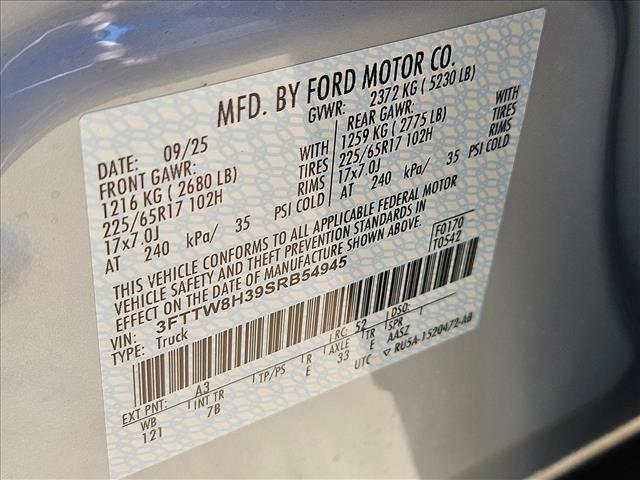 MFD. BY FORD MOTOR CO.
DATE: 09/25 GVWR: 2372 KG ( 5230 LB)
FRONT GAWR: REAR GAWR:
1216 KG ( 2680 LB) WITH 1259 KG ( 2775 LB) WITH
225/65R17 102H TIRES 225/65R17 102H TIRES
17x7.0J RIMS 17x7.0J RIMS
AT 240 kPa/ 35 PSI COLD AT 240 kPa/ 35 PSI COLD
THIS VEHICLE CONFORMS TO ALL APPLICABLE FEDERAL MOTOR
VEHICLE SAFETY AND THEFT PREVENTION STANDARDS IN
EFFECT ON THE DATE OF MANUFACTURE SHOWN ABOVE.
VIN: 3FTTW8H39SRB54945 F0170
TYPE: Truck T0542
EXT PNT: A3 RC: 52 DSO:
WB INT TR TP/PS R AXLE TR SPR
121 7B E 33 E AASZ
UTC ▽ RU5A-1520472-AB